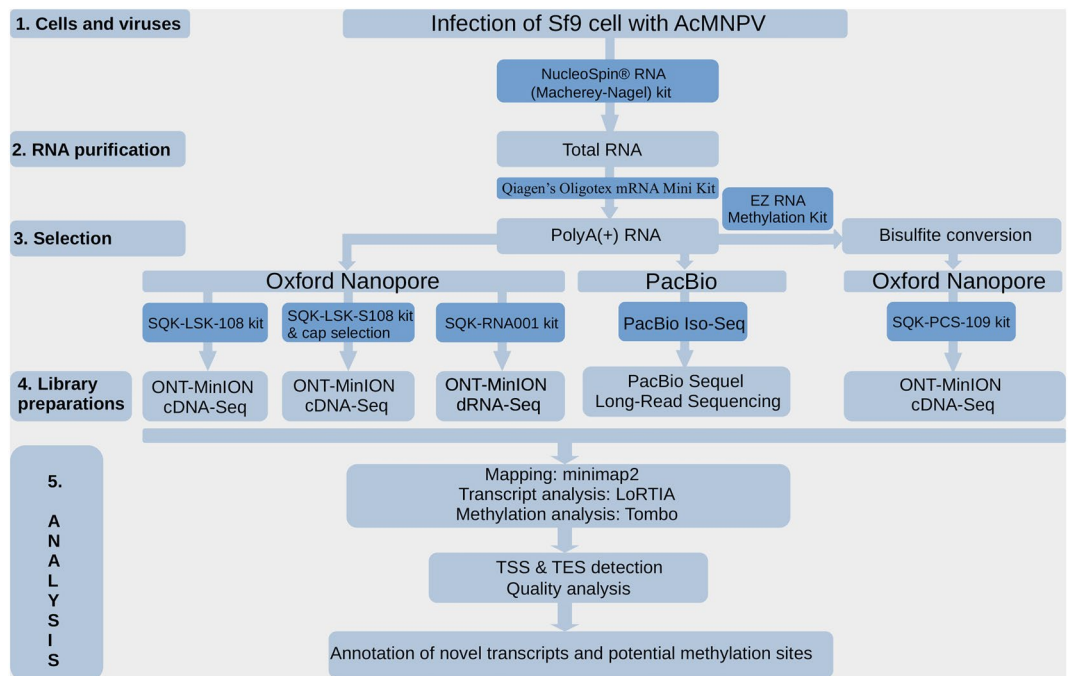 1. Cells and viruses
Infection of Sf9 cell with AcMNPV
NucleoSpin® RNA
(Macherey-Nagel) kit
2. RNA purification
Total RNA
Qiagen's Oligotex mRNA Mini Kit
EZ RNA
Methylation Kit
3. Selection
PolyA(+) RNA
Bisulfite conversion
Oxford Nanopore
PacBio
Oxford Nanopore
SQK-LSK-108 kit
SQK-LSK-S108 kit
& cap selection
SQK-RNA001 kit
PacBio Iso-Seq
SQK-PCS-109 kit
4. Library
preparations
ONT-MinION
cDNA-Seq
ONT-MinION
cDNA-Seq
ONT-MinION
dRNA-Seq
PacBio Sequel
Long-Read Sequencing
ONT-MinION
cDNA-Seq
5.
A
N
A
L
Y
S
I
S
Mapping: minimap2
Transcript analysis: LoRTIA
Methylation analysis: Tombo
TSS & TES detection
Quality analysis
Annotation of novel transcripts and potential methylation sites